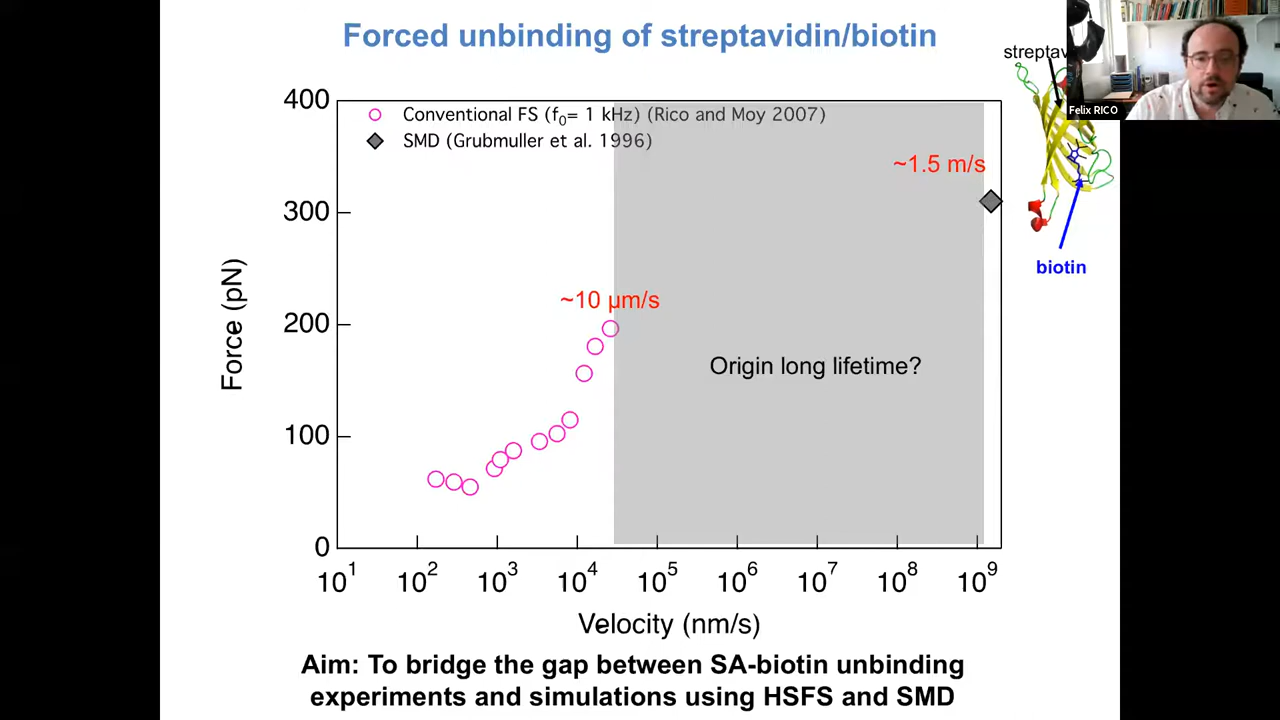 Forced unbinding of streptavidin/biotin
streptav
Felix RICO
400
300
200
100
0
Force (pN)
Conventional FS (f₀= 1 kHz) (Rico and Moy 2007)
SMD (Grubmuller et al. 1996)
~1.5 m/s
~10 µm/s
Origin long lifetime?
biotin
10¹ 10² 10³ 10⁴ 10⁵ 10⁶ 10⁷ 10⁸ 10⁹
Velocity (nm/s)
Aim: To bridge the gap between SA-biotin unbinding
experiments and simulations using HSFS and SMD